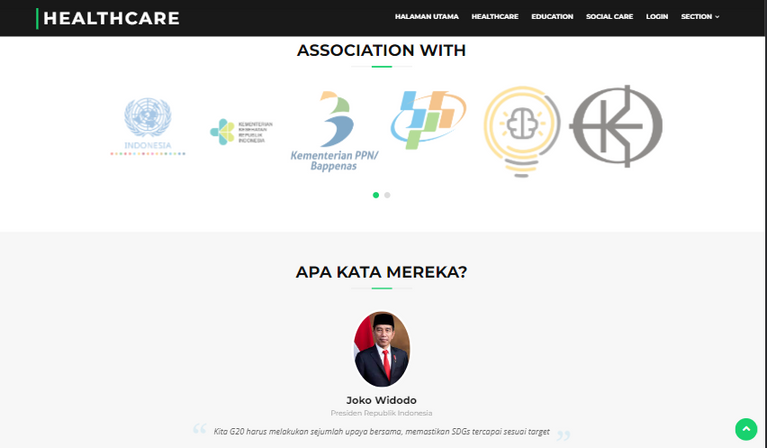 HEALTHCARE
HALAMAN UTAMA HEALTHCARE EDUCATION SOCIAL CARE LOGIN SECTION
ASSOCIATION WITH
INDONESIA
KEMENTERIAN
KESEHATAN
REPUBLIK
INDONESIA
Kementerian PPN/
Bappenas
APA KATA MEREKA?
Joko Widodo
Presiden Republik Indonesia
Kita G20 harus melakukan sejumlah upaya bersama, memastikan SDGs tercapai sesuai target